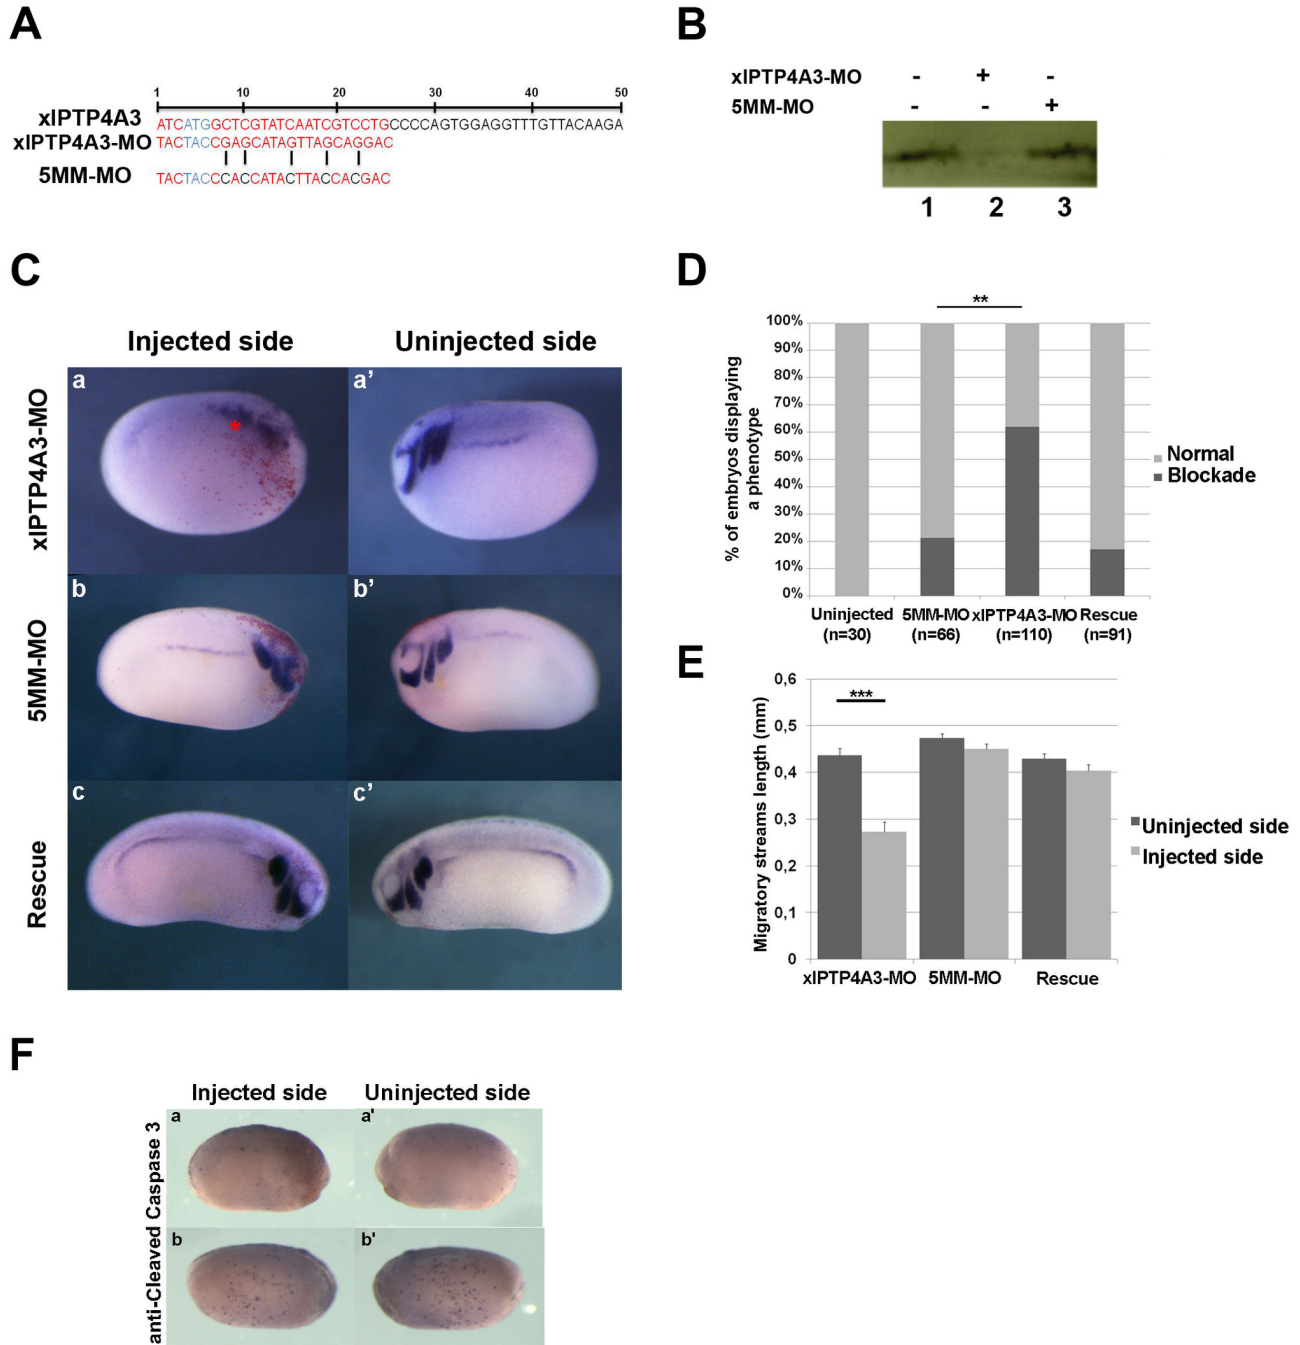 A
1 10 20 30 40 50
xlPTP4A3 ATCATGGCTCGTATCAATCGTCCTGCCCCAGTGGAGGTTTGTTACAAGA
xlPTP4A3-MO TACTACCGAGCATAGTTAGCAGGAC
5MM-MO TACTACCCACCATACTTACCACGAC
B
xlPTP4A3-MO - + -
5MM-MO - - +
1 2 3
C
Injected side Uninjected side
xlPTP4A3-MO
a a'
5MM-MO
b b'
Rescue
c c'
D
**
% of embryos displaying
a phenotype
100%
90%
80%
70%
60%
50%
40%
30%
20%
10%
0%
Uninjected 5MM-MO xlPTP4A3-MO Rescue
(n=30) (n=66) (n=110) (n=91)
Normal
Blockade
E
***
Migratory streams length (mm)
0,6
0,5
0,4
0,3
0,2
0,1
0
xlPTP4A3-MO 5MM-MO Rescue
Uninjected side
Injected side
F
Injected side Uninjected side
anti-Cleaved Caspase 3
a a'
b b'